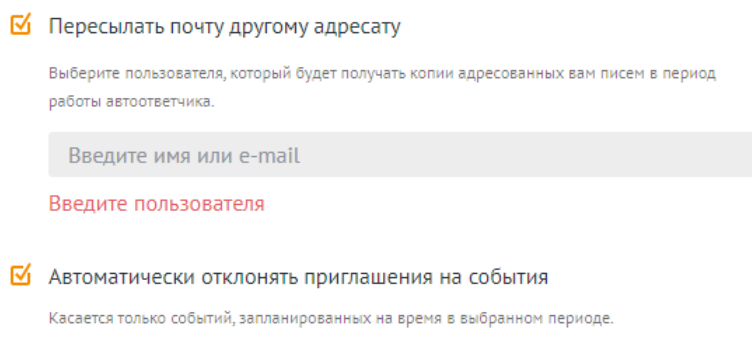 Пересылать почту другому адресату
Выберите пользователя, который будет получать копии адресованных вам писем в период
работы автоответчика.
Введите имя или e-mail
Введите пользователя
Автоматически отклонять приглашения на события
Касается только событий, запланированных на время в выбранном периоде.